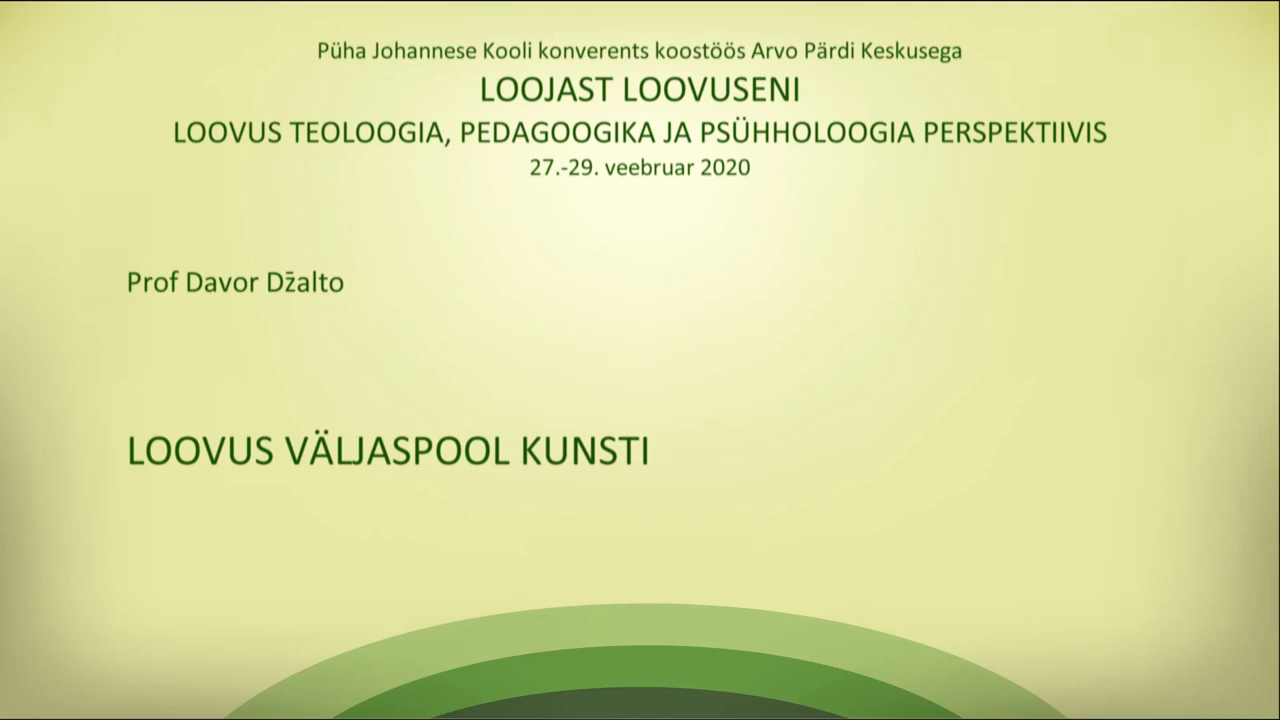 Püha Johannese Kooli konverents koostöös Arvo Pärdi Keskusega
LOOJAST LOOVUSENI
LOOVUS TEOLOOGIA, PEDAGOOGIKA JA PSÜHHOLOOGIA PERSPEKTIIVIS
27.-29. veebruar 2020
Prof Davor Džalto
LOOVUS VÄLJASPOOL KUNSTI